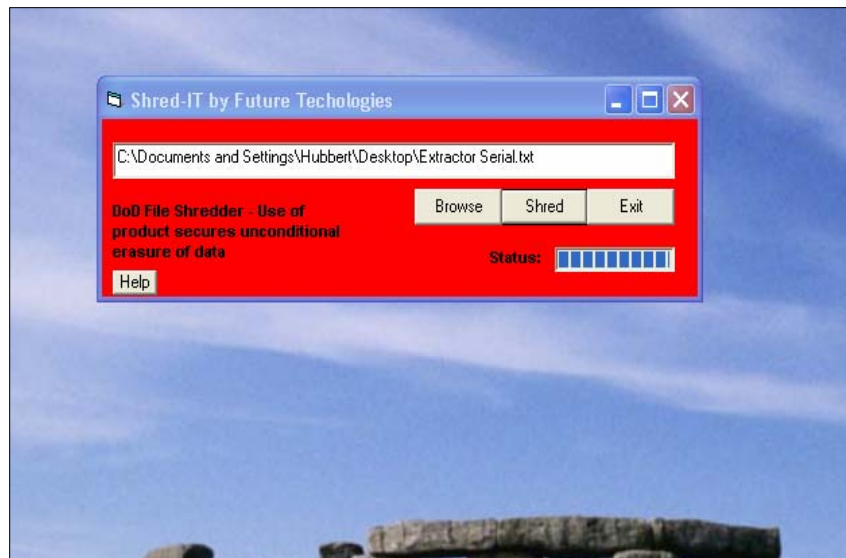 Shred-IT by Future Techologies
C:\Documents and Settings\Hubbert\Desktop\Extractor Serial.txt
Browse
Shred
Exit
DoD File Shredder - Use of
product secures unconditional
erasure of data
Status:
Help